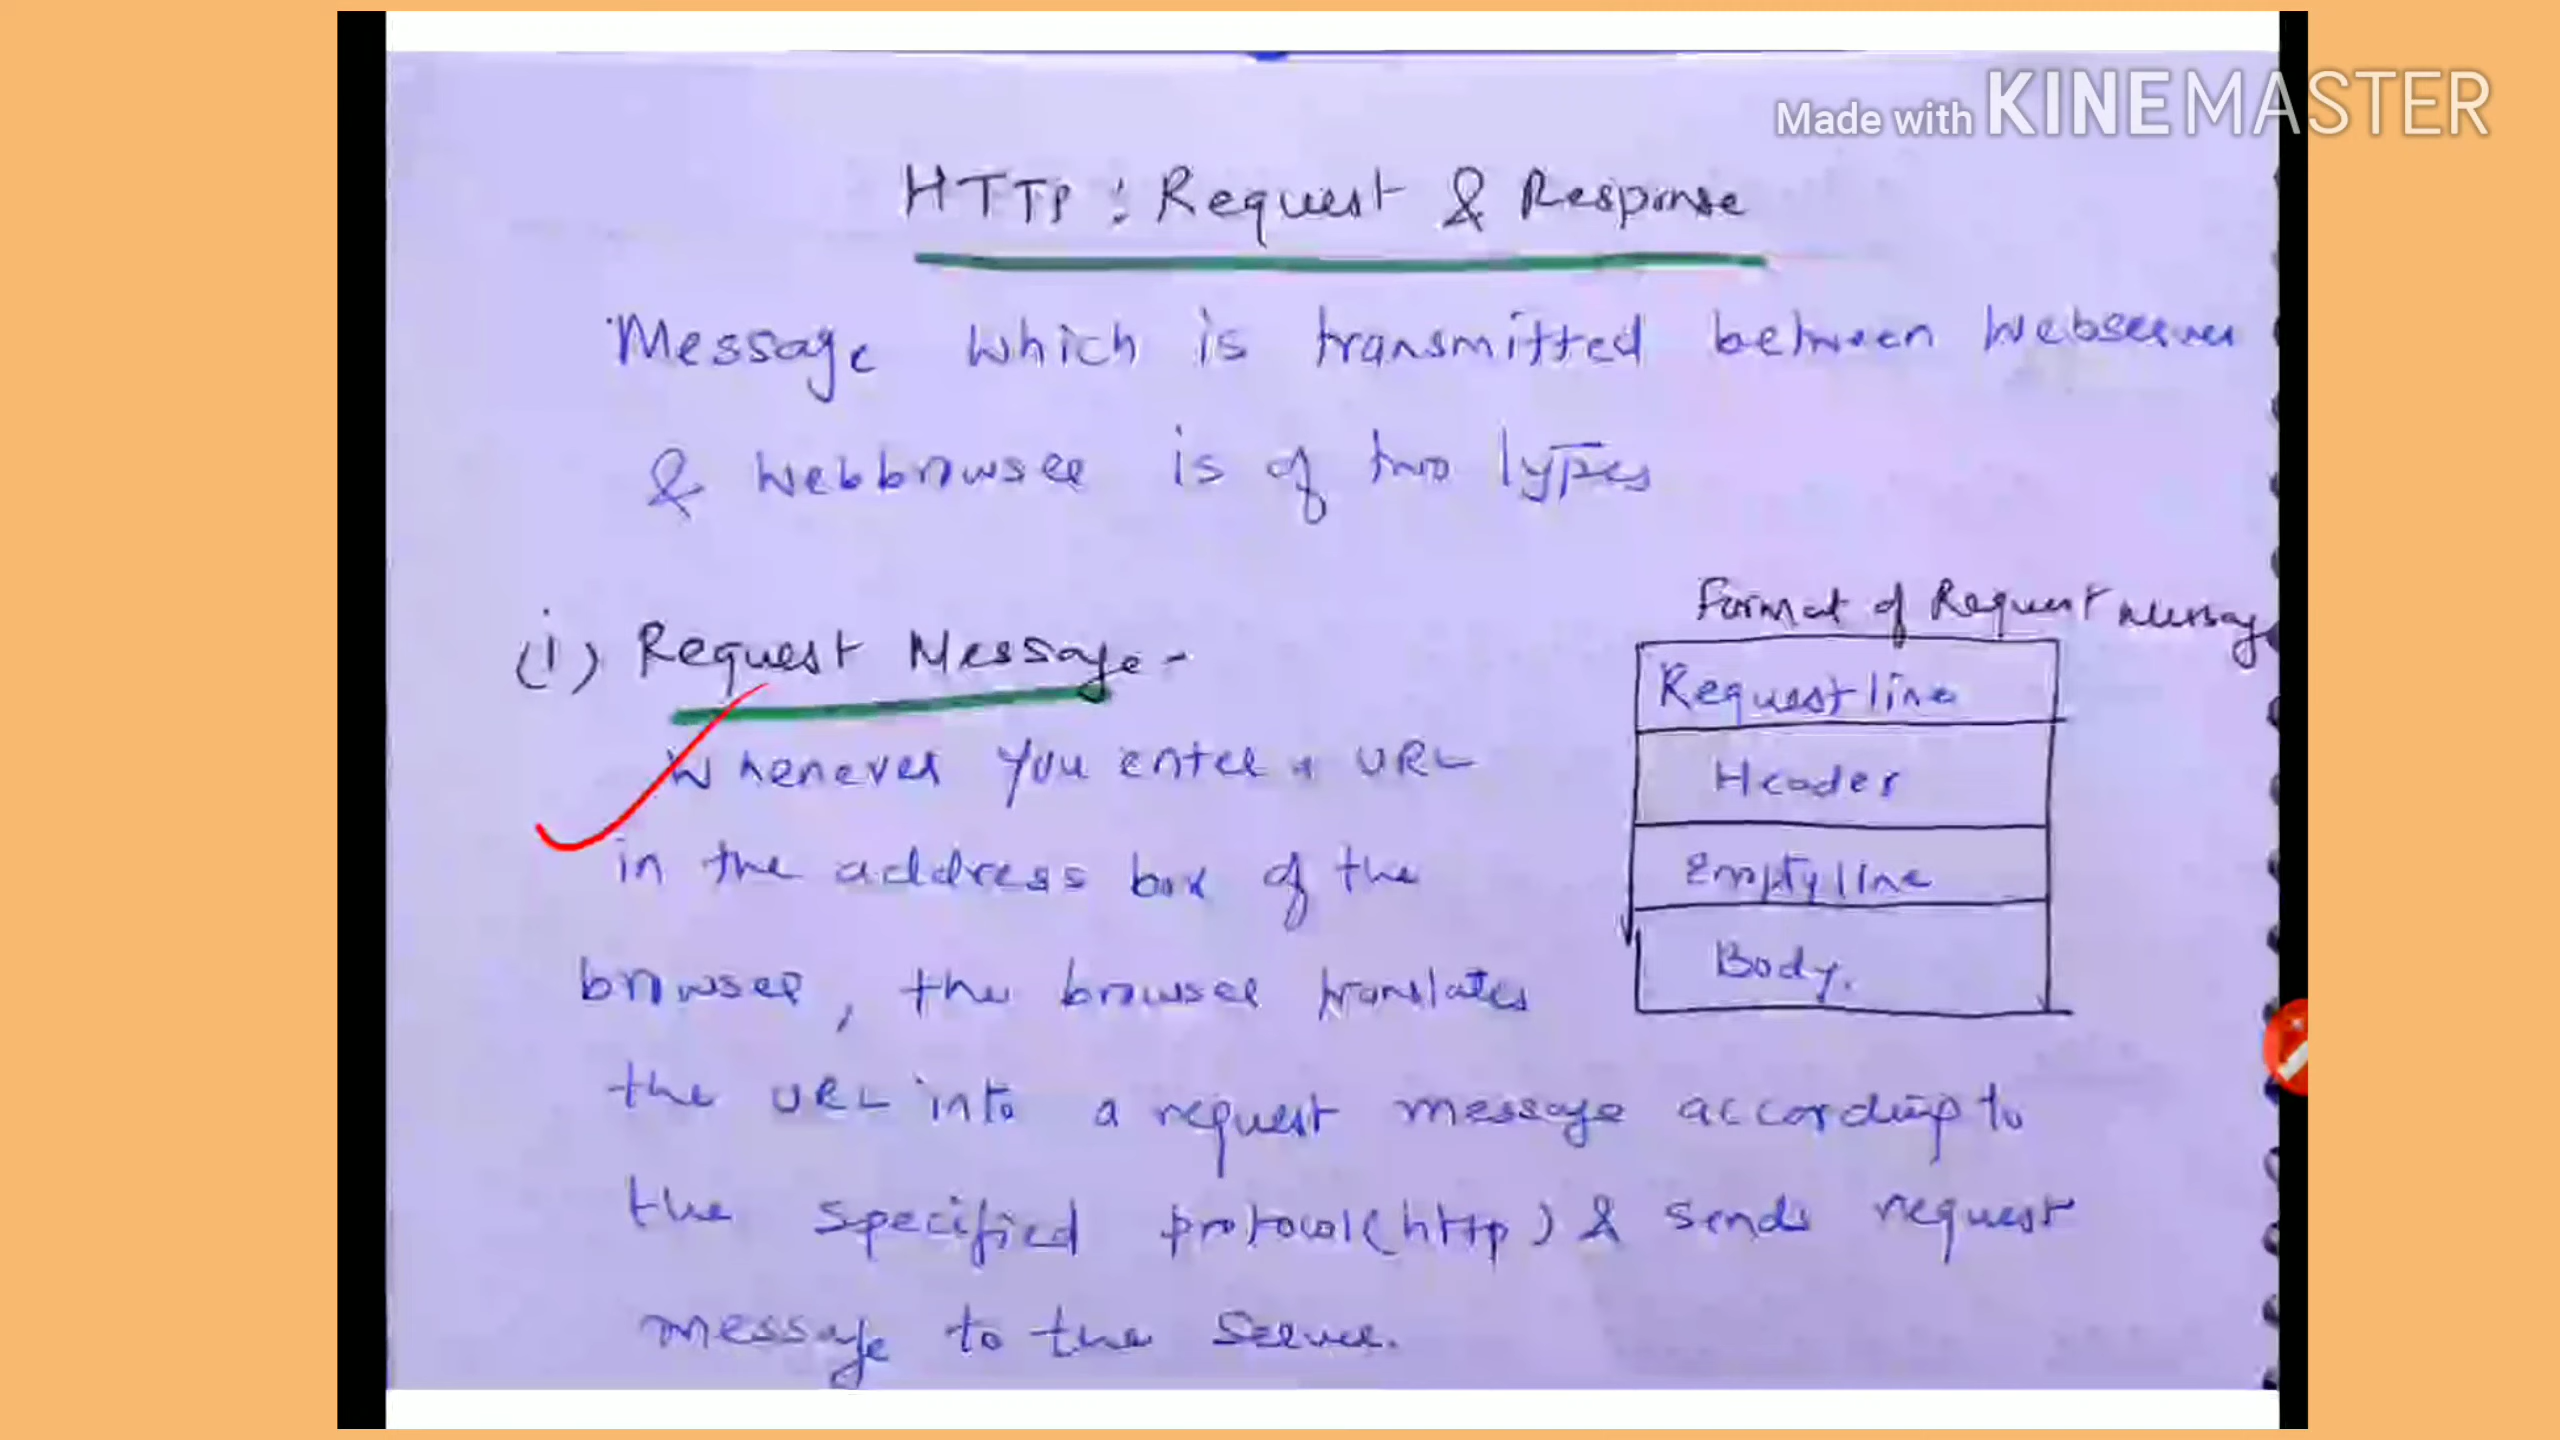 Made with KINEMASTER
HTTP : Request & Response
Message which is transmitted between Webserver
& Webbrowser is of two types
(i) Request Message -
Whenever you enter a URL
in the address box of the
browser, the browser translates
the URL into a request message according to
the specified protocol (http) & sends request
message to the server.
Format of Request Message
Request line
Header
Empty line
Body.